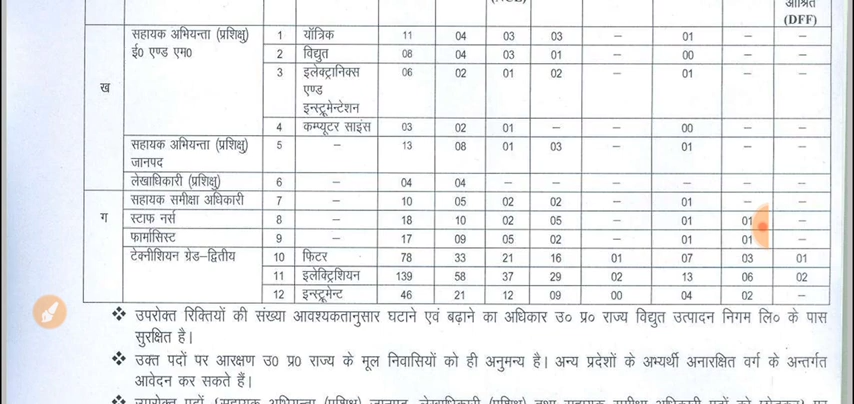 आश्रित
(DFF)
सहायक अभियन्ता (प्रशिक्षु) 1 यॉत्रिक 11 04 03 03 – 01 – –
ई0 एण्ड एम0 2 विद्युत 08 04 03 01 – 00 – –
ख 3 इलेक्ट्रानिक्स 06 02 01 02 – 01 – –
एण्ड
इन्स्ट्रूमेन्टेशन
4 कम्प्यूटर साइंस 03 02 01 – – 00 – –
सहायक अभियन्ता (प्रशिक्षु) 5 – 13 08 01 03 – 01 – –
जानपद
लेखाधिकारी (प्रशिक्षु) 6 – 04 04 – – – – – –
सहायक समीक्षा अधिकारी 7 – 10 05 02 02 – 01 – –
ग स्टाफ नर्स 8 – 18 10 02 05 – 01 01 –
फार्मासिस्ट 9 – 17 09 05 02 – 01 01 –
टेक्नीशियन ग्रेड–द्वितीय 10 फिटर 78 33 21 16 01 07 03 01
11 इलेक्ट्रिशियन 139 58 37 29 02 13 06 02
12 इन्स्ट्रूमेन्ट 46 21 12 09 00 04 02 –
❖ उपरोक्त रिक्तियों की संख्या आवश्यकतानुसार घटाने एवं बढ़ाने का अधिकार उ० प्र० राज्य विद्युत उत्पादन निगम लि० के पास
सुरक्षित है।
❖ उक्त पदों पर आरक्षण उ0 प्र0 राज्य के मूल निवासियों को ही अनुमन्य है। अन्य प्रदेशों के अभ्यर्थी अनारक्षित वर्ग के अन्तर्गत
आवेदन कर सकते हैं।